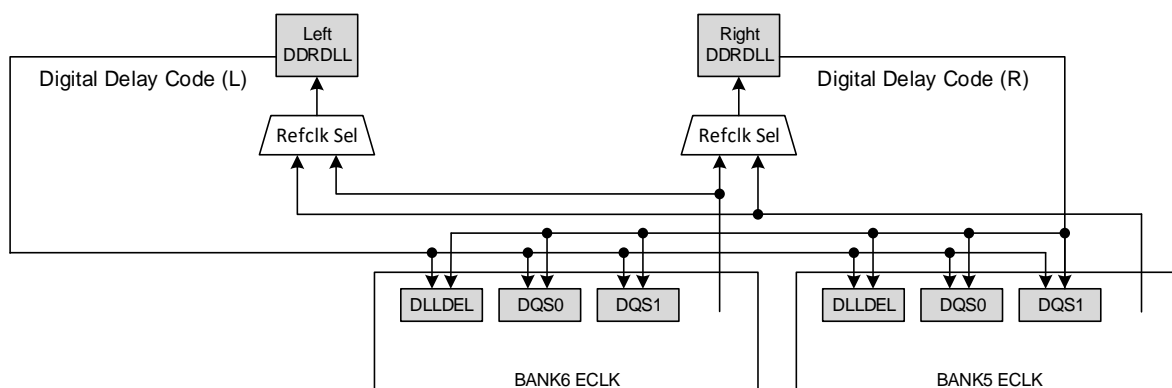 Left
DDRDLL
Right
DDRDLL
Digital Delay Code (L)
Digital Delay Code (R)
Refclk Sel
Refclk Sel
DLLDEL
DQS0
DQS1
DLLDEL
DQS0
DQS1
BANK6 ECLK
BANK5 ECLK